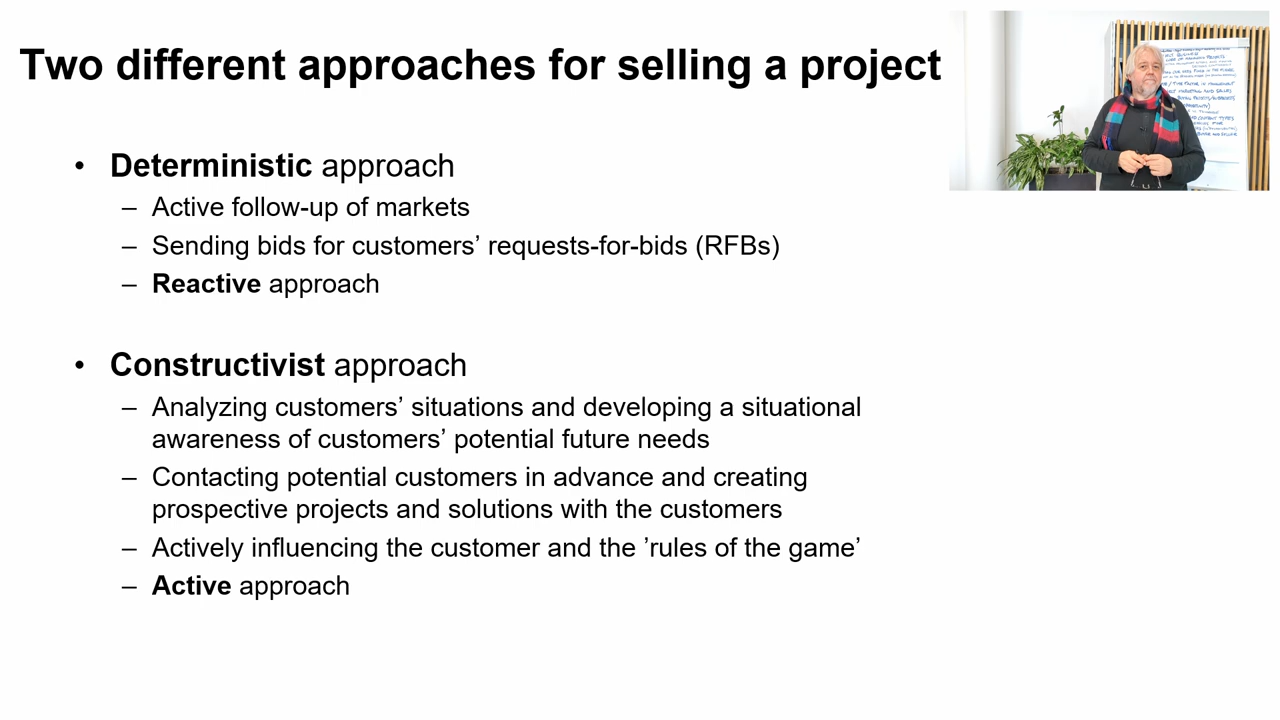 Two different approaches for selling a project
• Deterministic approach
– Active follow-up of markets
– Sending bids for customers’ requests-for-bids (RFBs)
– Reactive approach
• Constructivist approach
– Analyzing customers’ situations and developing a situational
awareness of customers’ potential future needs
– Contacting potential customers in advance and creating
prospective projects and solutions with the customers
– Actively influencing the customer and the ’rules of the game’
– Active approach